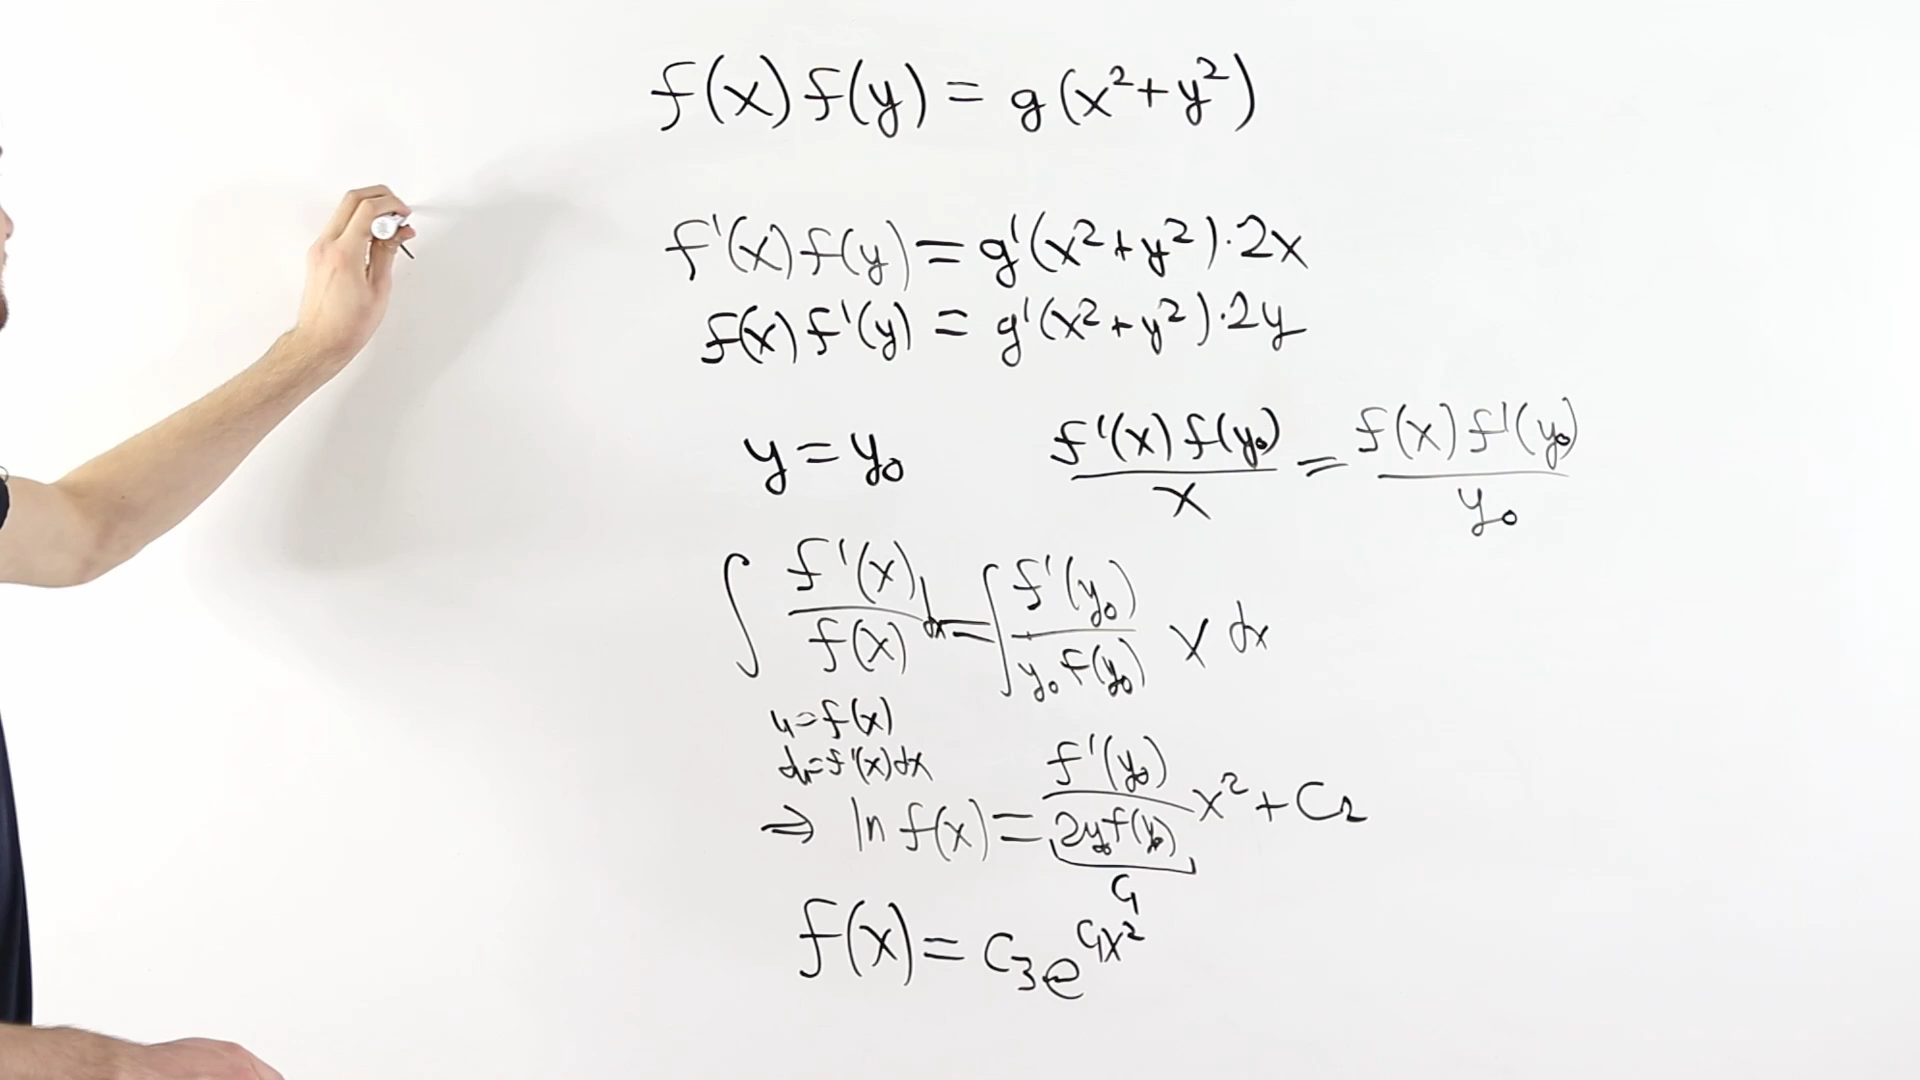 f(x) f(y) = g(x²+y²)
f'(x) f(y) = g'(x²+y²)·2x
f(x) f'(y) = g'(x²+y²)·2y
y = y₀ f'(x) f(y₀)/x = f(x) f'(y₀)/y₀
∫ f'(x)/f(x) dx = ∫ f'(y₀)/y₀ f(y₀) x dx
u = f(x)
du = f'(x) dx
⇒ ln f(x) = f'(y₀)/2y₀ f(y₀) x² + C₂
C₁
f(x) = C₃ e^{C₁x²}